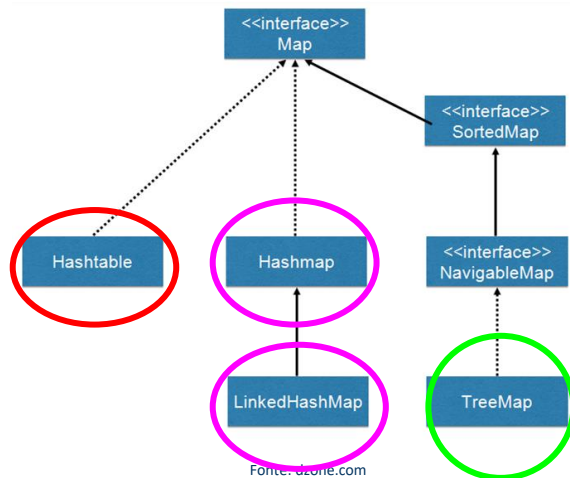 <<interface>>
Map
<<interface>>
SortedMap
Hashtable
Hashmap
<<interface>>
NavigableMap
LinkedHashMap
TreeMap
Fonte: dzone.com